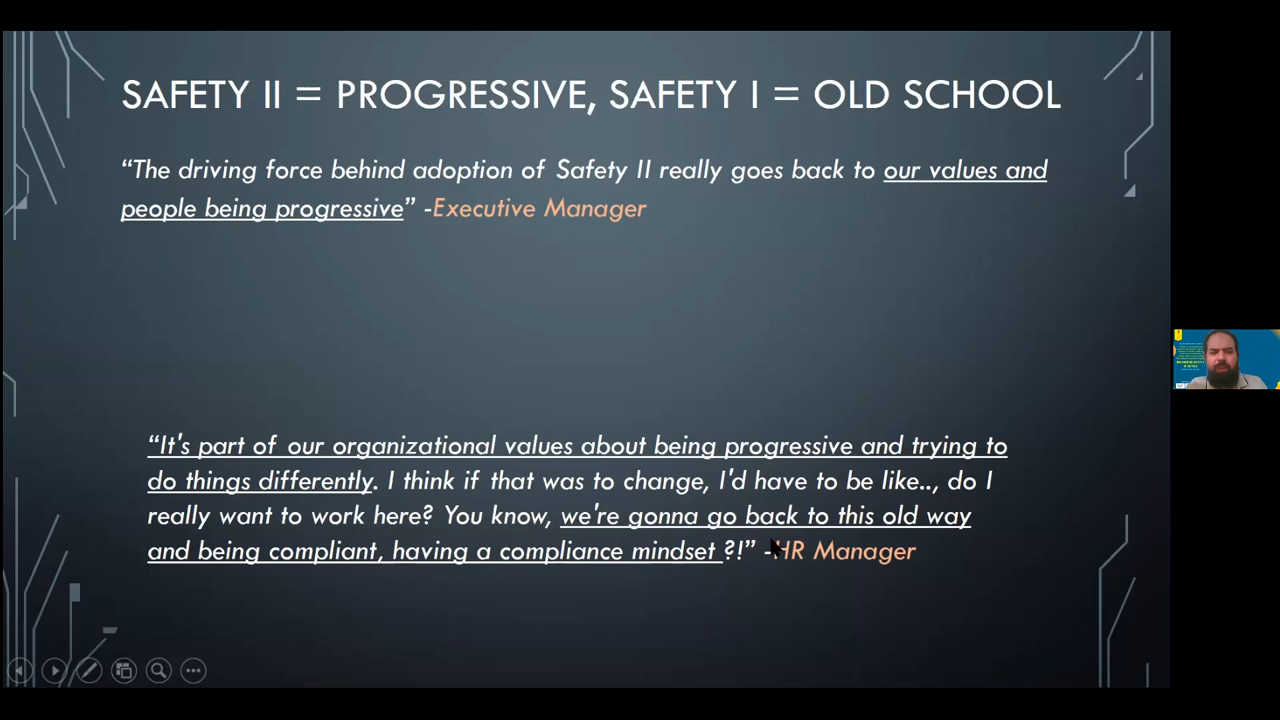 SAFETY II = PROGRESSIVE, SAFETY I = OLD SCHOOL
“The driving force behind adoption of Safety II really goes back to our values and
people being progressive” -Executive Manager
“It's part of our organizational values about being progressive and trying to
do things differently. I think if that was to change, I'd have to be like.., do I
really want to work here? You know, we're gonna go back to this old way
and being compliant, having a compliance mindset ?!” -HR Manager